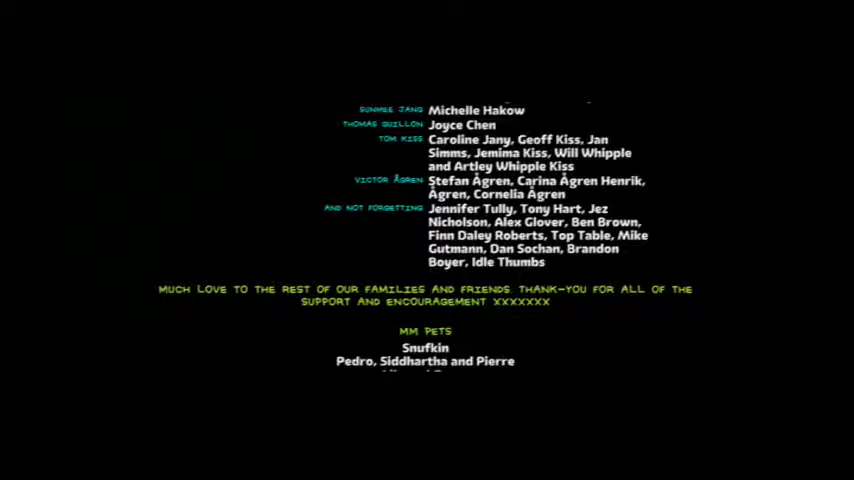 SUNMEE JANG Michelle Hakow
THOMAS GUILLON Joyce Chen
TOM KISS Caroline Jany, Geoff Kiss, Jan
Simms, Jemima Kiss, Will Whipple
and Artley Whipple Kiss
VICTOR ÅGREN Stefan Ågren, Carina Ågren Henrik,
Ågren, Cornelia Ågren
AND NOT FORGETTING Jennifer Tully, Tony Hart, Jez
Nicholson, Alex Glover, Ben Brown,
Finn Daley Roberts, Top Table, Mike
Gutmann, Dan Sochan, Brandon
Boyer, Idle Thumbs
MUCH LOVE TO THE REST OF OUR FAMILIES AND FRIENDS. THANK-YOU FOR ALL OF THE
SUPPORT AND ENCOURAGEMENT XXXXXXX
MM PETS
Snufkin
Pedro, Siddhartha and Pierre